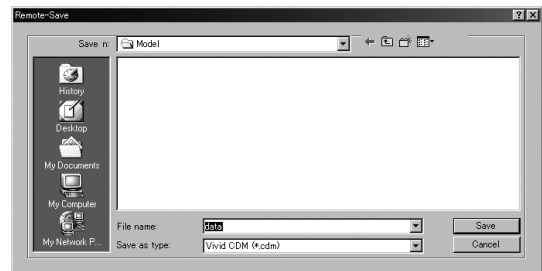 Remote-Save
Save n:
Model
History
Desktop
My Documents
My Computer
My Network P...
File name:
data
Save
Save as type:
Vivid CDM (*.cdm)
Cancel